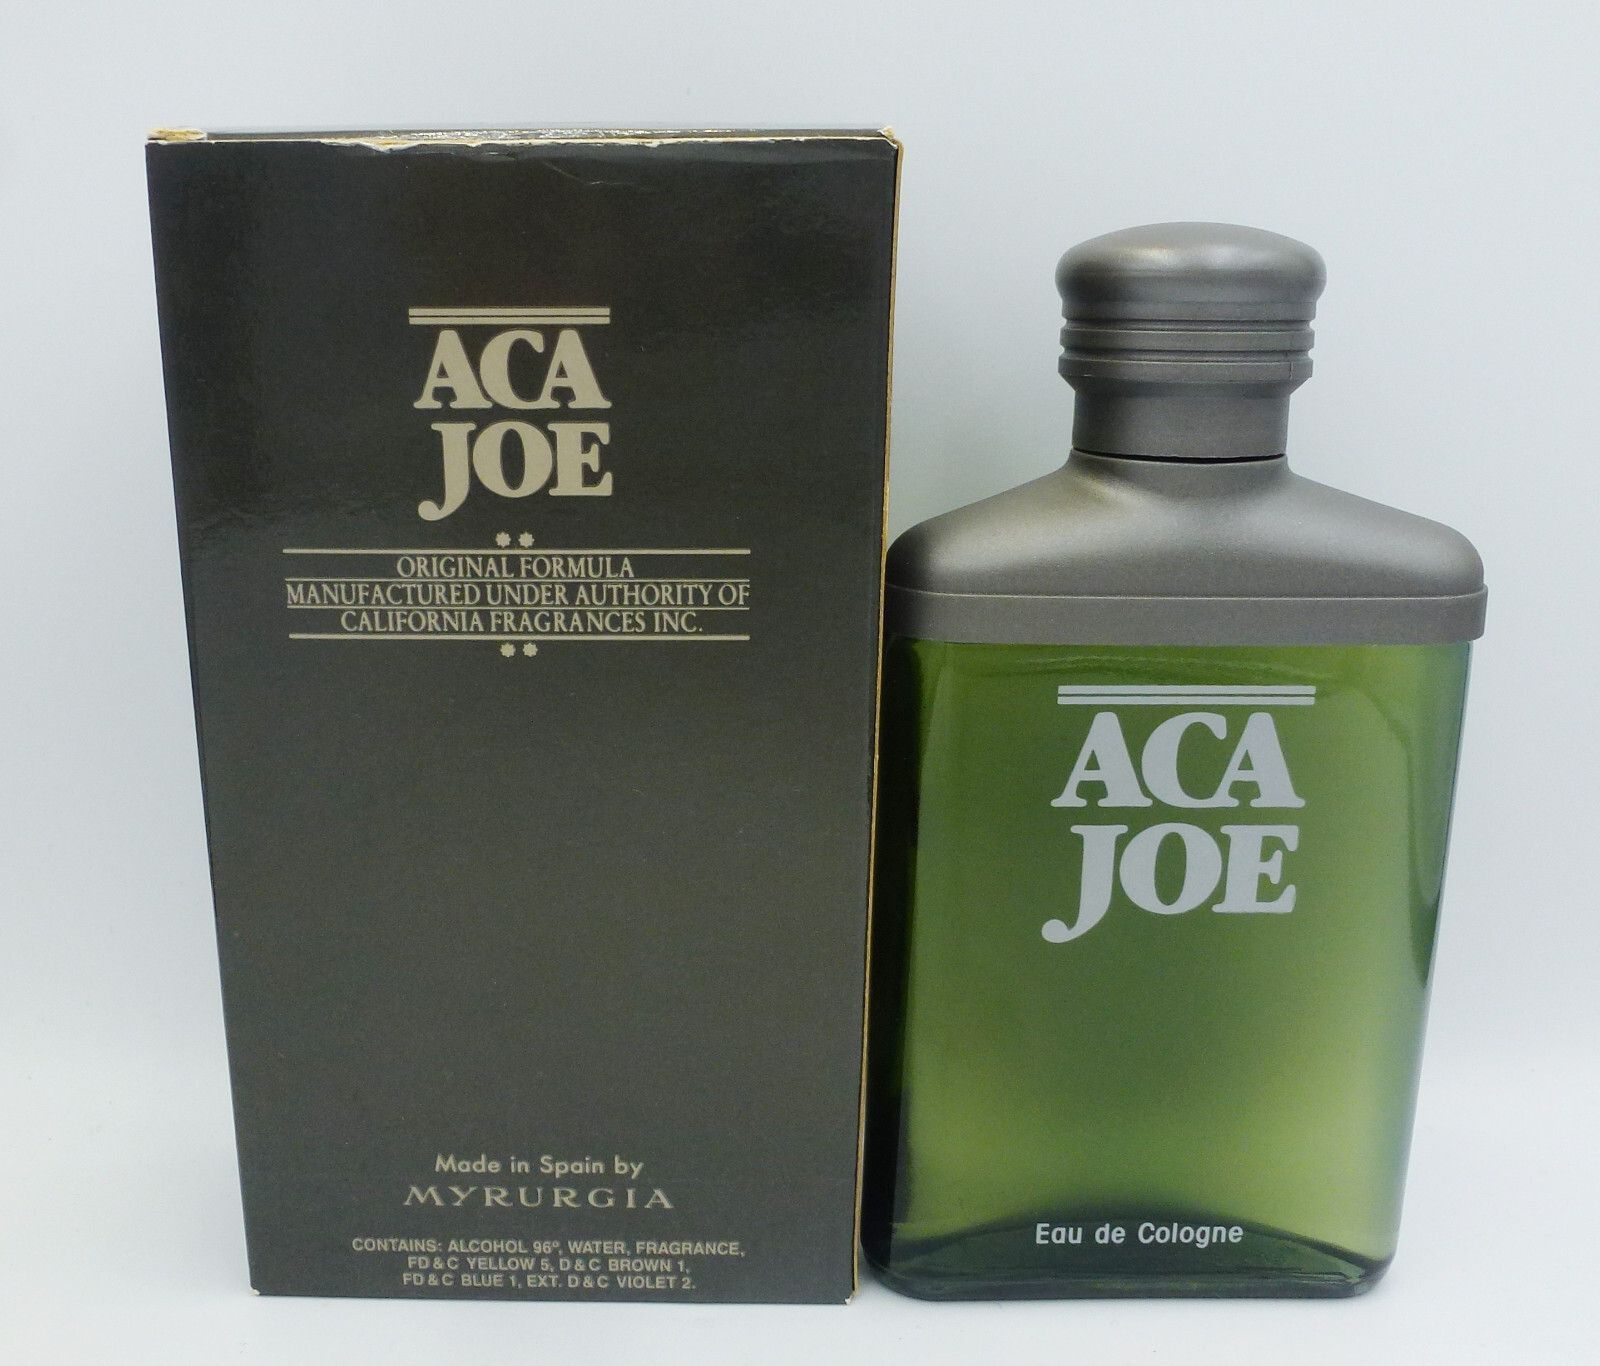 ACA
JOE
ORIGINAL FORMULA
MANUFACTURED UNDER AUTHORITY OF
CALIFORNIA FRAGRANCES INC.
Made in Spain by
MYRURGIA
CONTAINS: ALCOHOL 96º, WATER, FRAGRANCE,
FD&C YELLOW 5, D&C BROWN 1,
FD&C BLUE 1, EXT. D&C VIOLET 2.
ACA
JOE
Eau de Cologne